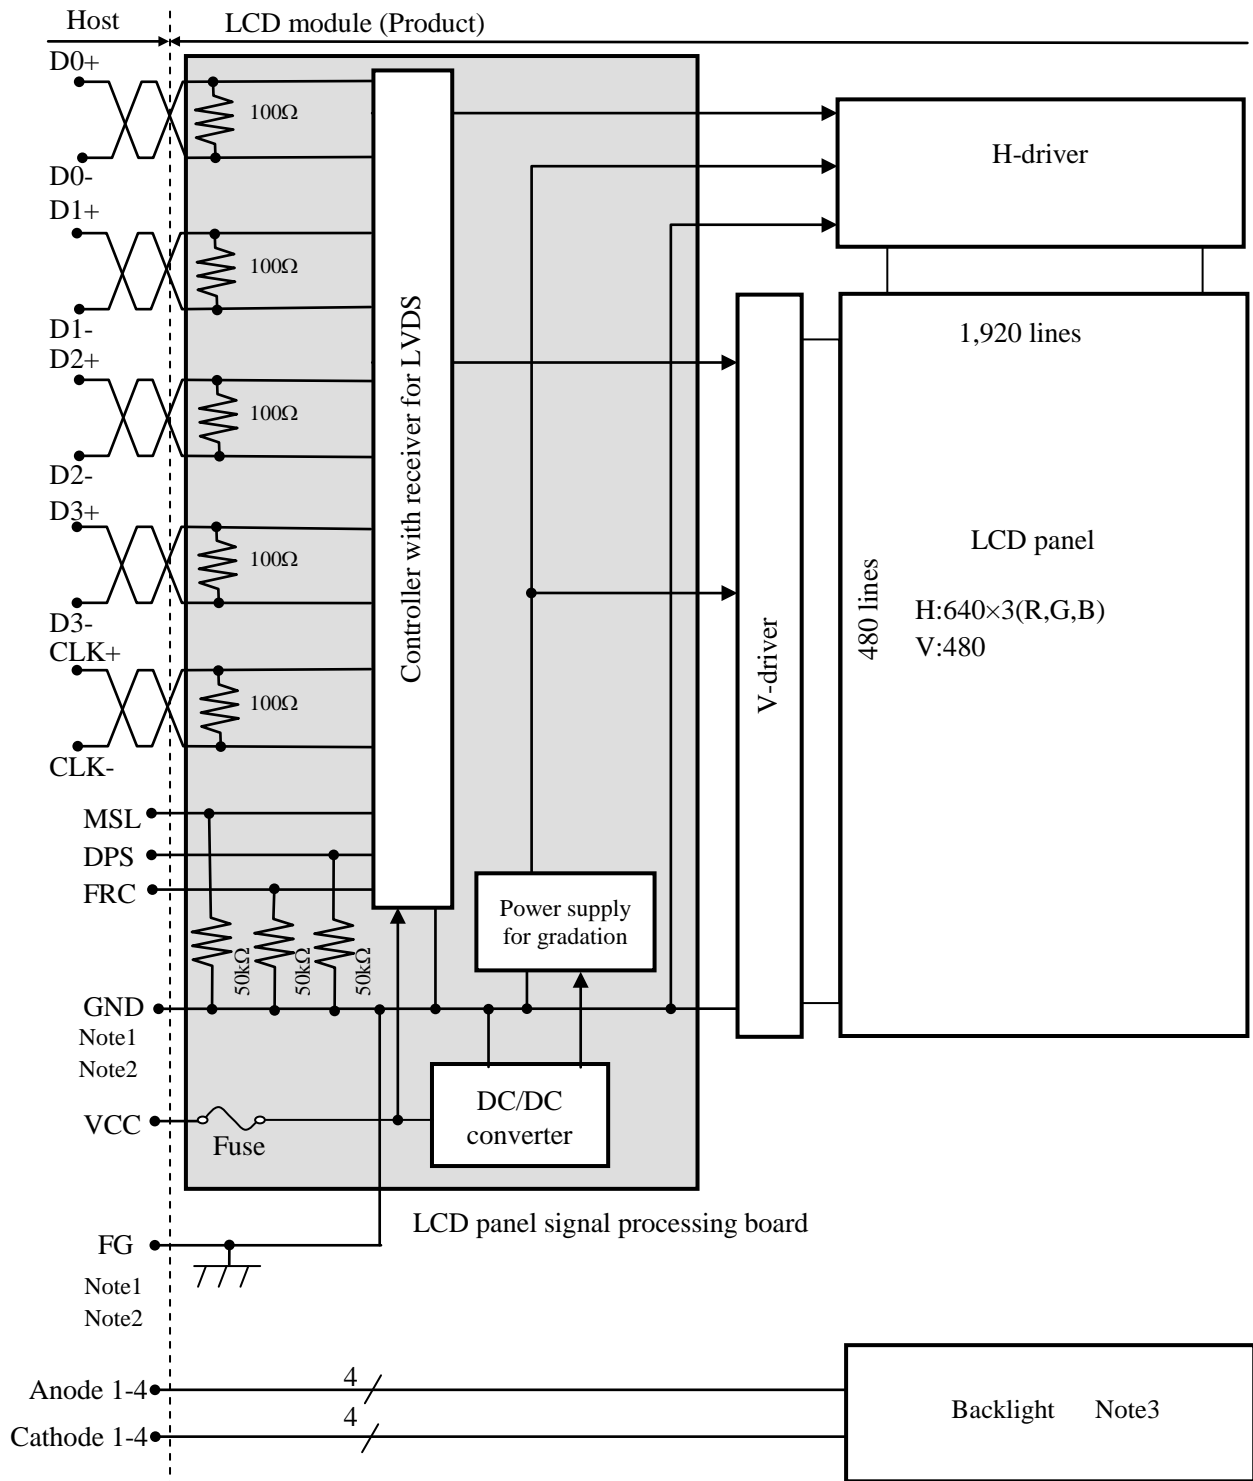 Host
LCD module (Product)
D0+
100Ω
D0-
D1+
100Ω
D1-
D2+
100Ω
D2-
D3+
100Ω
D3-
CLK+
100Ω
CLK-
MSL
DPS
FRC
50kΩ
50kΩ
50kΩ
GND
Note1
Note2
VCC
Fuse
Controller with receiver for LVDS
Power supply
for gradation
DC/DC
converter
LCD panel signal processing board
H-driver
V-driver
1,920 lines
480 lines
LCD panel
H:640×3(R,G,B)
V:480
FG
Note1
Note2
Anode 1-4
4
Cathode 1-4
4
Backlight Note3